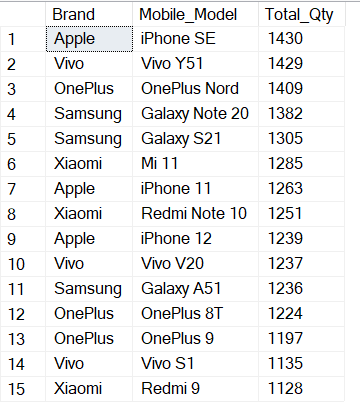 Brand Mobile_Model Total_Qty
1 Apple iPhone SE 1430
2 Vivo Vivo Y51 1429
3 OnePlus OnePlus Nord 1409
4 Samsung Galaxy Note 20 1382
5 Samsung Galaxy S21 1305
6 Xiaomi Mi 11 1285
7 Apple iPhone 11 1263
8 Xiaomi Redmi Note 10 1251
9 Apple iPhone 12 1239
10 Vivo Vivo V20 1237
11 Samsung Galaxy A51 1236
12 OnePlus OnePlus 8T 1224
13 OnePlus OnePlus 9 1197
14 Vivo Vivo S1 1135
15 Xiaomi Redmi 9 1128